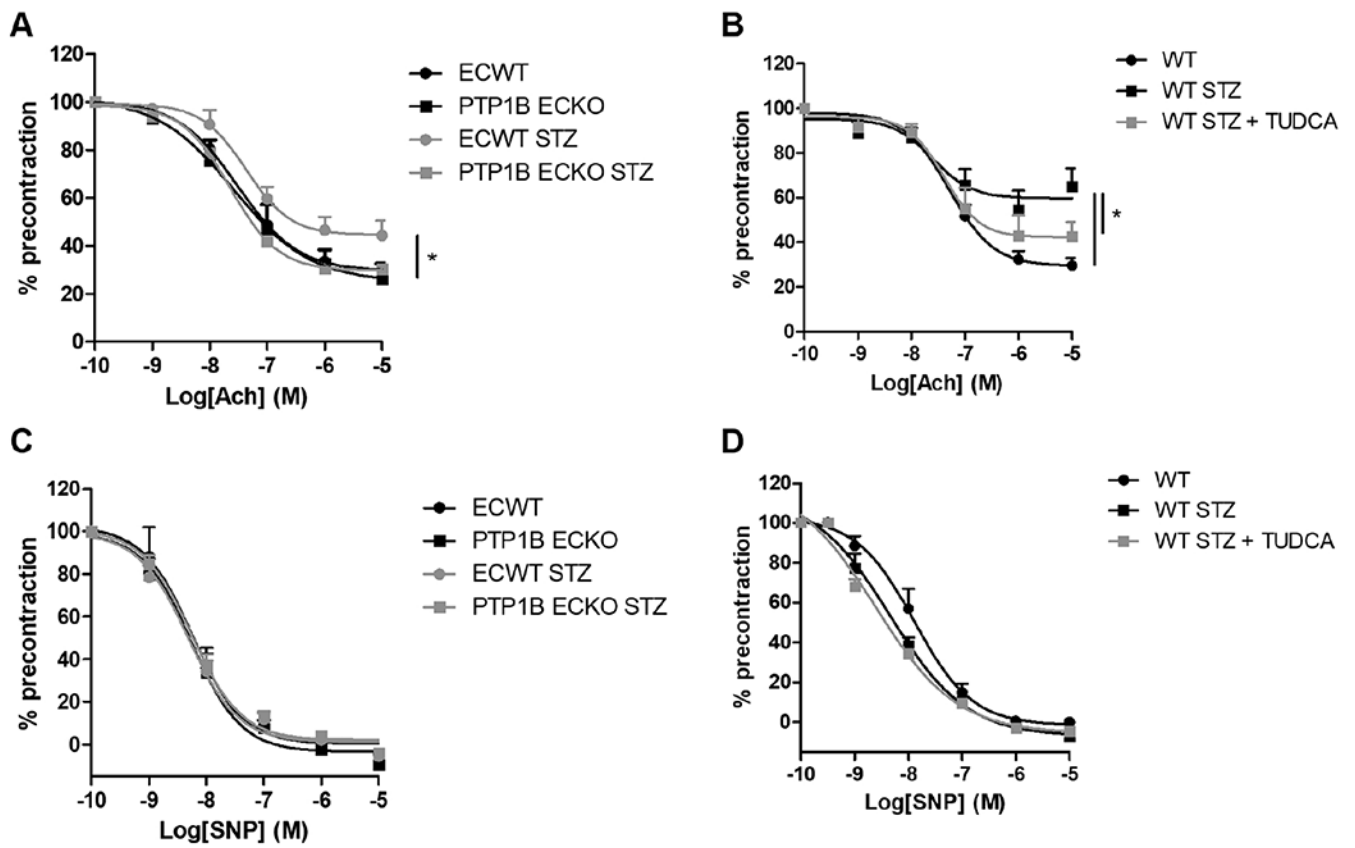 A
120
100
80
60
40
20
0
% precontraction
-10 -9 -8 -7 -6 -5
Log[Ach] (M)
ECWT
PTP1B ECKO
ECWT STZ
PTP1B ECKO STZ
*
B
120
100
80
60
40
20
0
% precontraction
-10 -9 -8 -7 -6 -5
Log[Ach] (M)
WT
WT STZ
WT STZ + TUDCA
*
C
120
100
80
60
40
20
0
% precontraction
-10 -9 -8 -7 -6 -5
Log[SNP] (M)
ECWT
PTP1B ECKO
ECWT STZ
PTP1B ECKO STZ
D
120
100
80
60
40
20
0
% precontraction
-10 -9 -8 -7 -6 -5
Log[SNP] (M)
WT
WT STZ
WT STZ + TUDCA